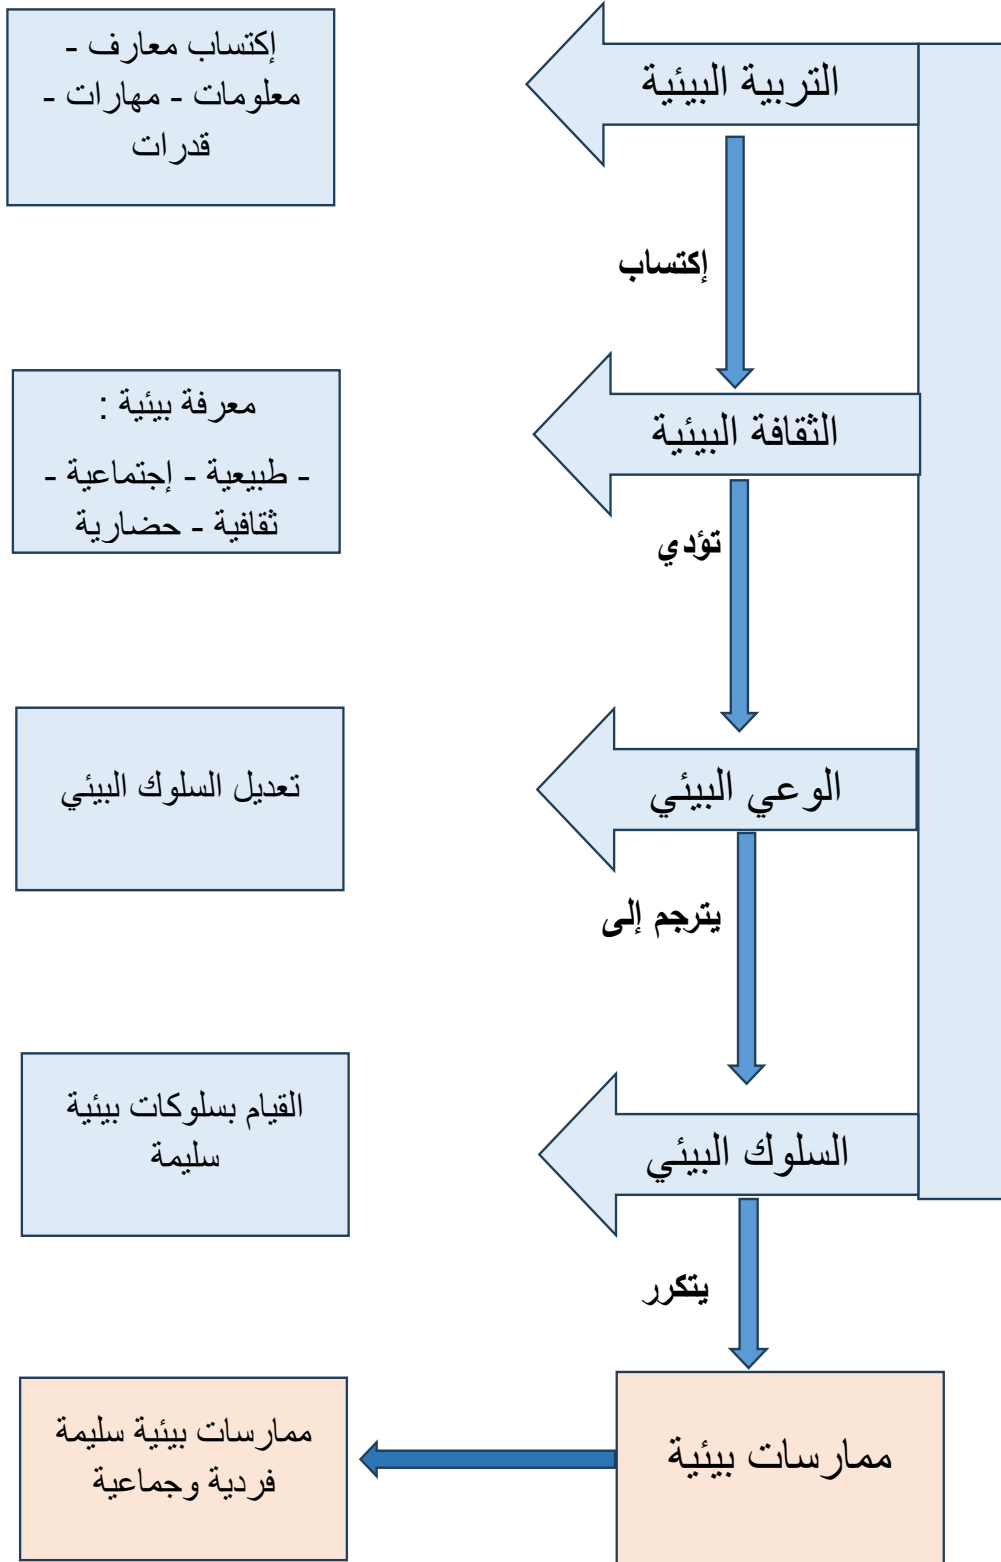 التربية البيئية
إكتساب معارف -
معلومات - مهارات -
قدرات
إكتساب
الثقافة البيئية
معرفة بيئية :
- طبيعية - إجتماعية -
ثقافية - حضارية
تؤدي
الوعي البيئي
تعديل السلوك البيئي
يترجم إلى
السلوك البيئي
القيام بسلوكات بيئية
سليمة
يتكرر
ممارسات بيئية
ممارسات بيئية سليمة
فردية وجماعية